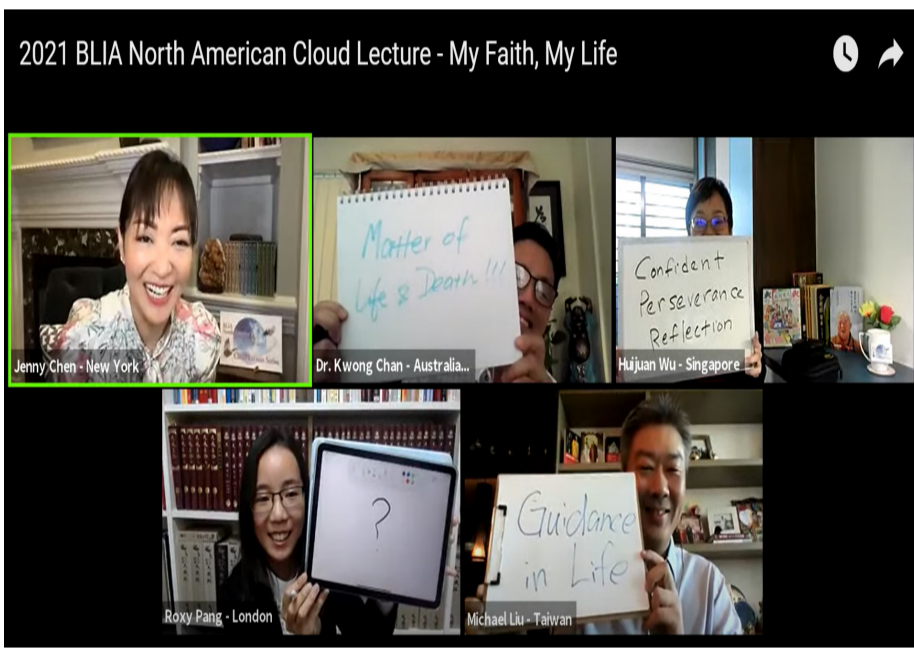 2021 BLIA North American Cloud Lecture - My Faith, My Life
Jenny Chen - New York
Matter of
Life & Death!!!
Dr. Kwong Chan - Australia...
Confident
Perseverance
Reflection
Huijuan Wu - Singapore
?
Roxy Pang - London
Guidance
in Life
Michael Liu - Taiwan